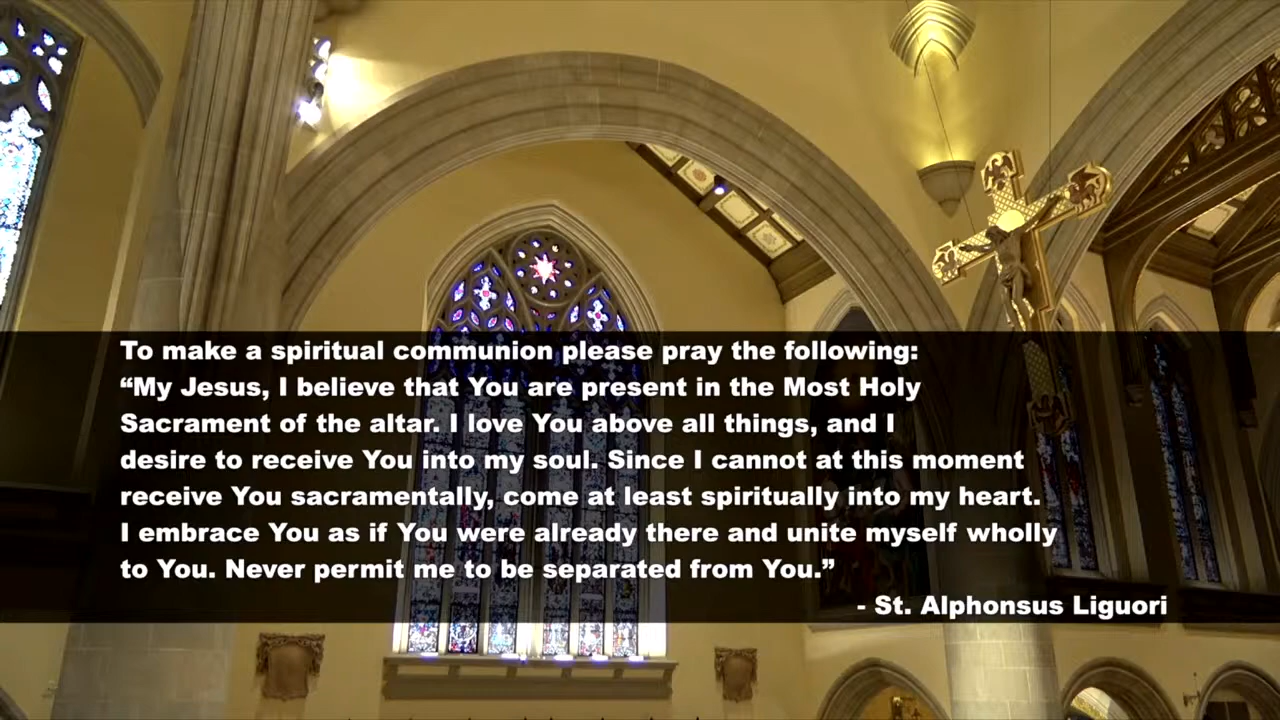 To make a spiritual communion please pray the following:
“My Jesus, I believe that You are present in the Most Holy
Sacrament of the altar. I love You above all things, and I
desire to receive You into my soul. Since I cannot at this moment
receive You sacramentally, come at least spiritually into my heart.
I embrace You as if You were already there and unite myself wholly
to You. Never permit me to be separated from You.”
- St. Alphonsus Liguori